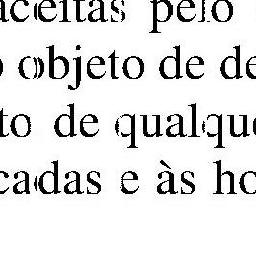 aceitas pelo
o objeto de de
to de qualque
cadas e às ho